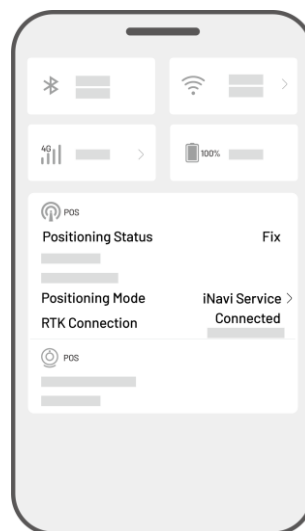 4G
100%
POS
Positioning Status Fix
Positioning Mode iNavi Service >
RTK Connection Connected
POS